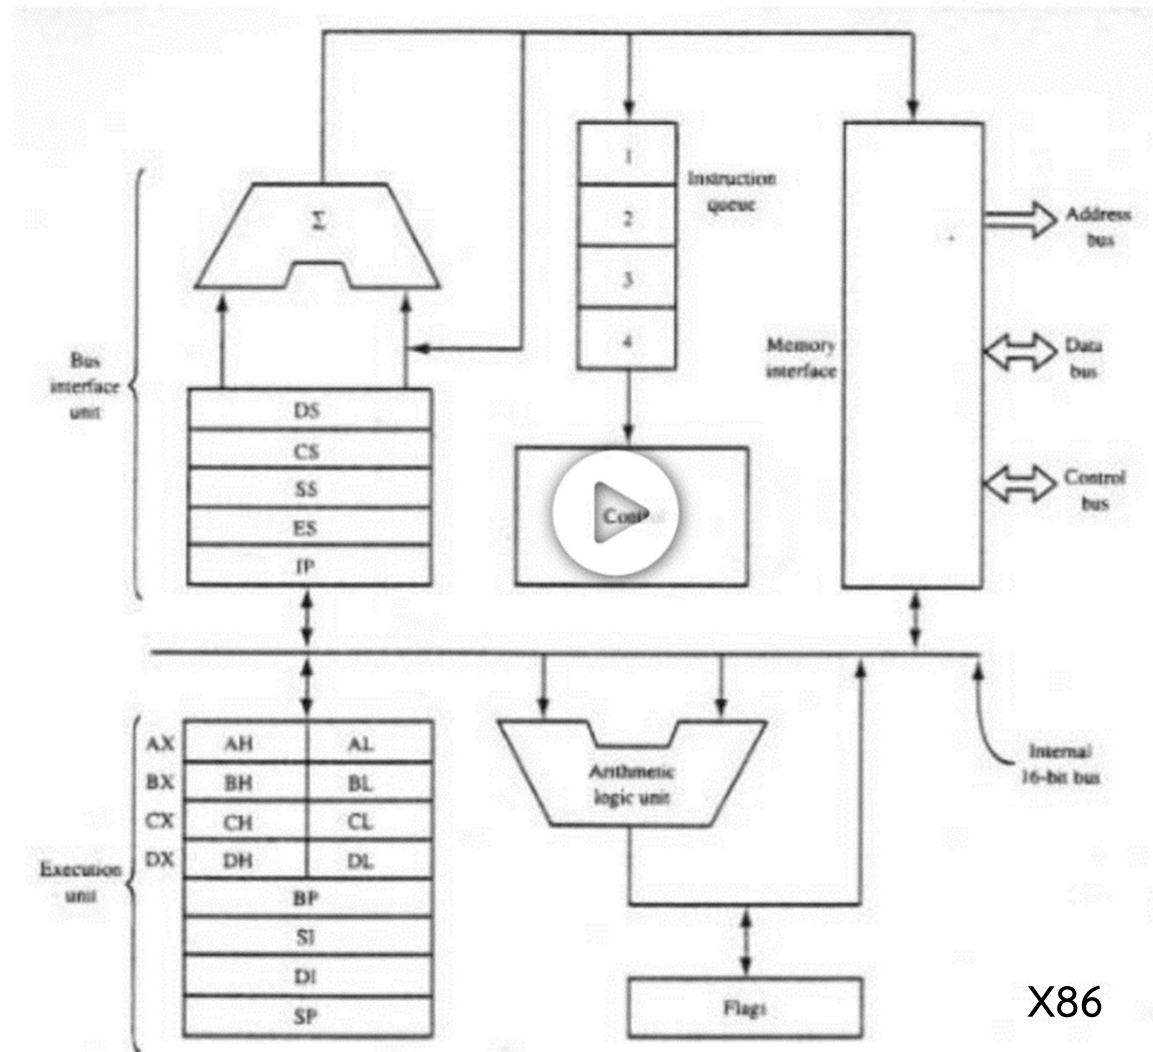 1
Instruction
queue
2
3
4
Σ
Address
bus
Memory
interface
Data
bus
Control
bus
Bus
interface
unit
DS
CS
SS
ES
IP
Control
AX AH AL
BX BH BL
CX CH CL
DX DH DL
BP
SI
DI
SP
Execution
unit
Arithmetic
logic unit
Internal
16-bit bus
Flags
X86